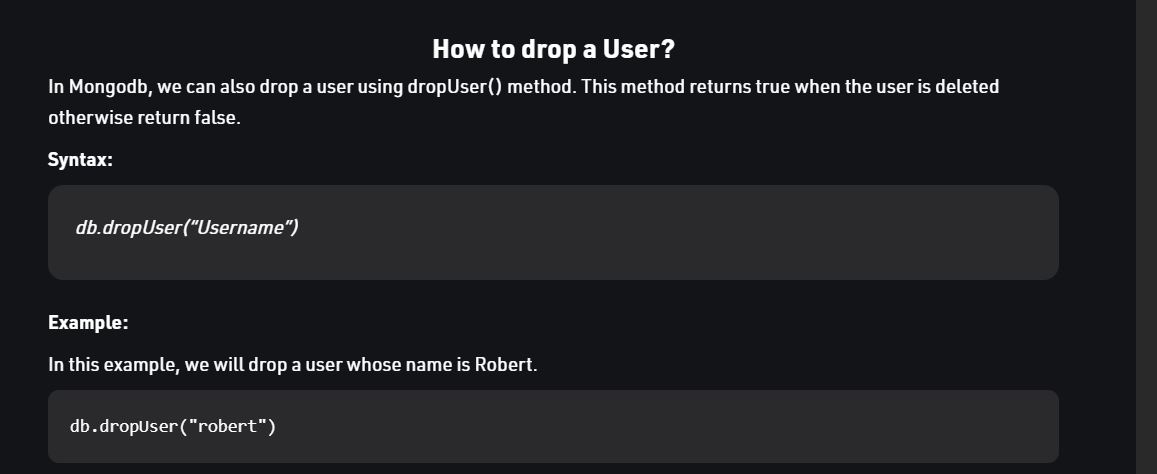 How to drop a User?
In Mongodb, we can also drop a user using dropUser() method. This method returns true when the user is deleted
otherwise return false.
Syntax:
db.dropUser(“Username”)
Example:
In this example, we will drop a user whose name is Robert.
db.dropUser("robert")